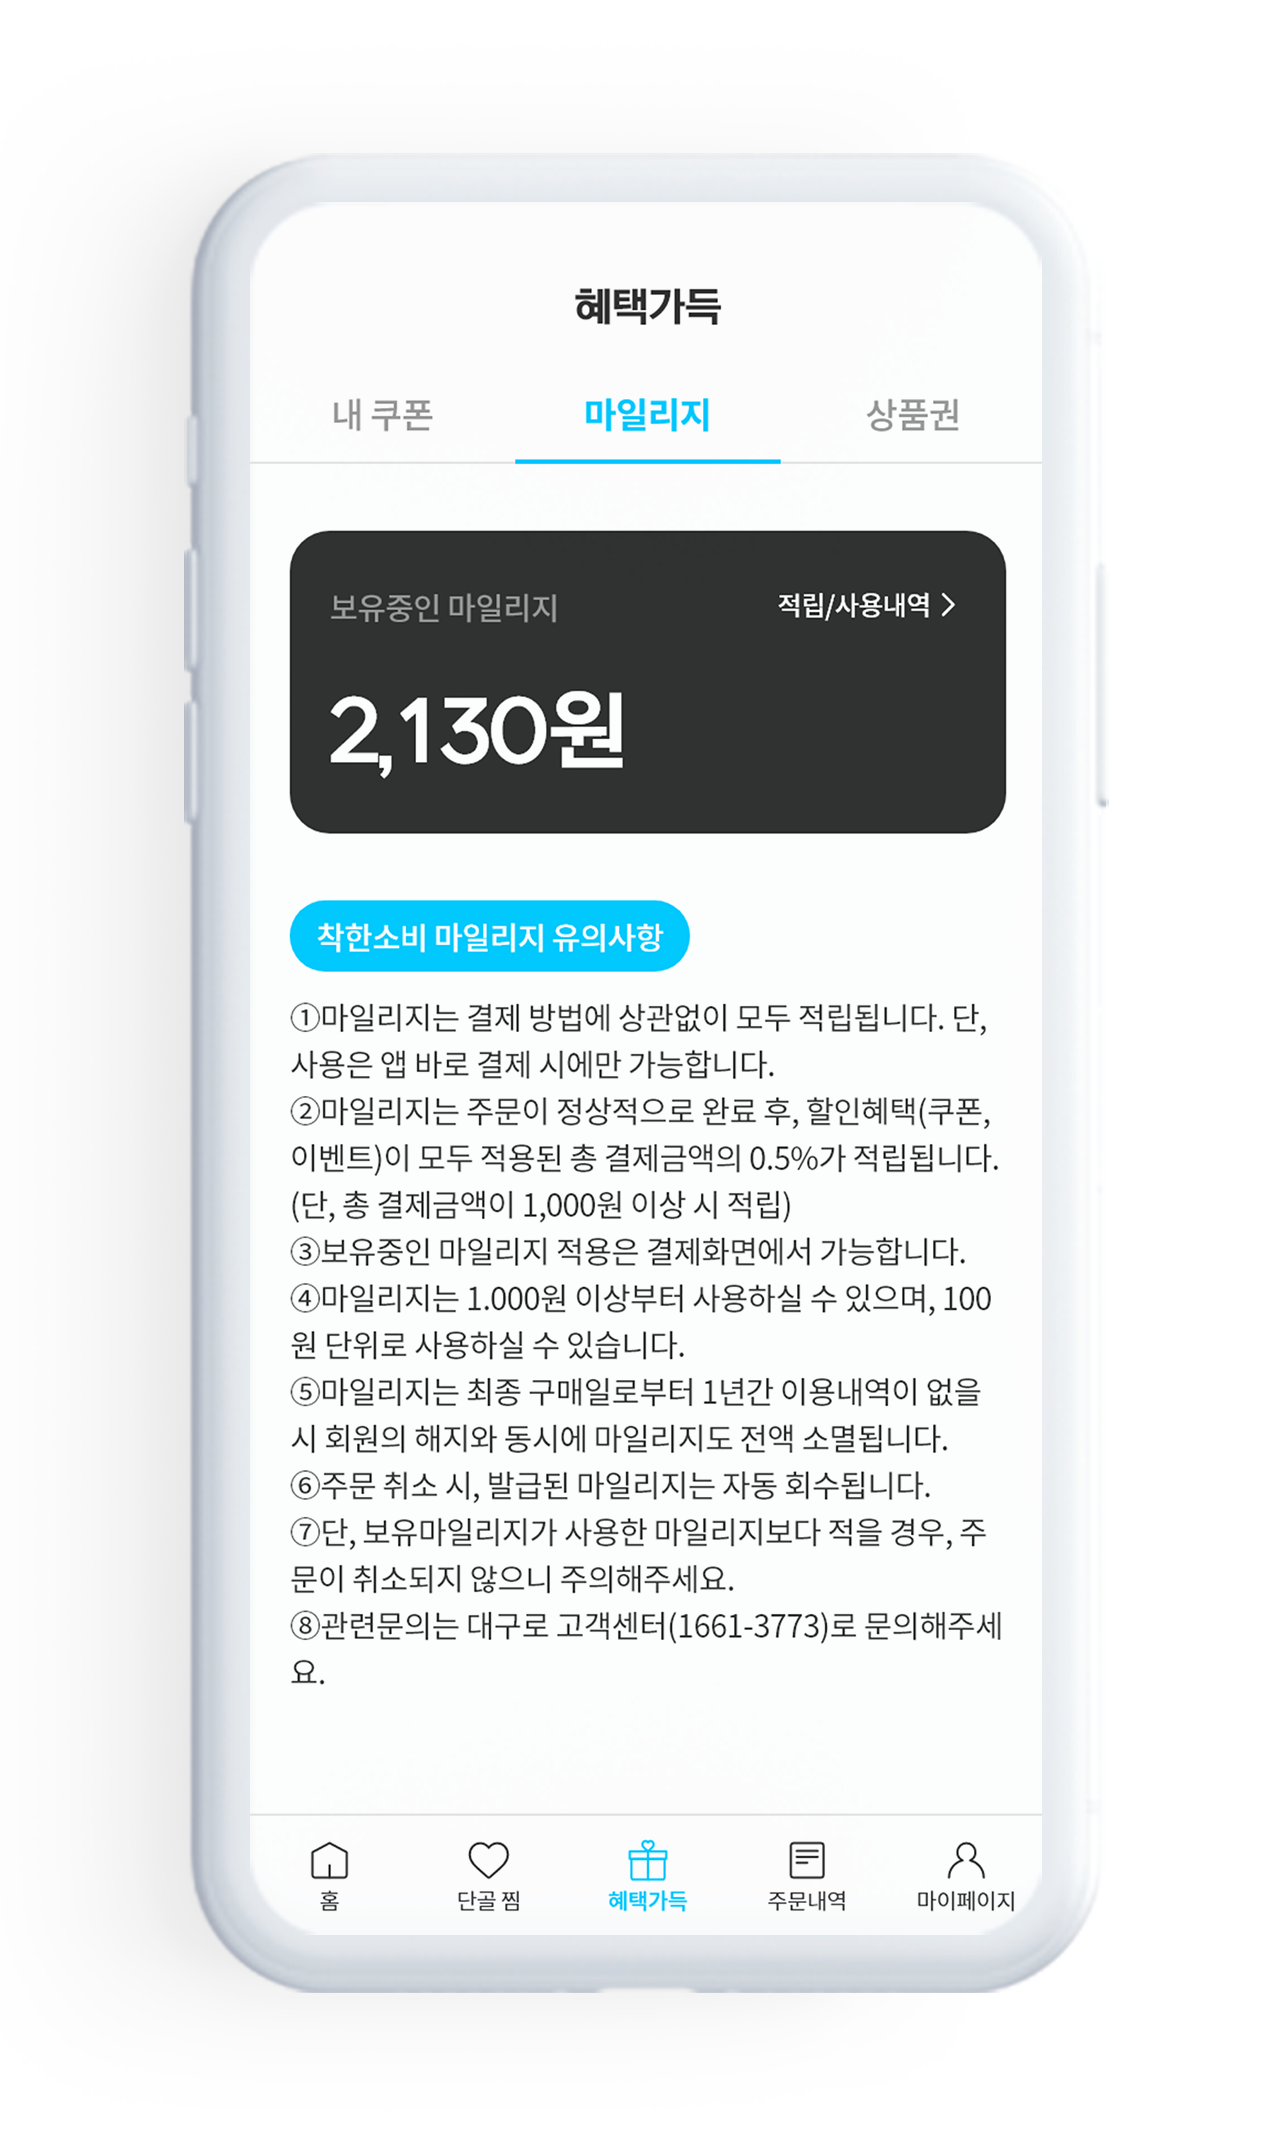 혜택가득
내 쿠폰 마일리지 상품권
보유중인 마일리지 적립/사용내역 >
2,130원
착한소비 마일리지 유의사항
①마일리지는 결제 방법에 상관없이 모두 적립됩니다. 단,
사용은 앱 바로 결제 시에만 가능합니다.
②마일리지는 주문이 정상적으로 완료 후, 할인혜택(쿠폰,
이벤트)이 모두 적용된 총 결제금액의 0.5%가 적립됩니다.
(단, 총 결제금액이 1,000원 이상 시 적립)
③보유중인 마일리지 적용은 결제화면에서 가능합니다.
④마일리지는 1.000원 이상부터 사용하실 수 있으며, 100
원 단위로 사용하실 수 있습니다.
⑤마일리지는 최종 구매일로부터 1년간 이용내역이 없을
시 회원의 해지와 동시에 마일리지도 전액 소멸됩니다.
⑥주문 취소 시, 발급된 마일리지는 자동 회수됩니다.
⑦단, 보유마일리지가 사용한 마일리지보다 적을 경우, 주
문이 취소되지 않으니 주의해주세요.
⑧관련문의는 대구로 고객센터(1661-3773)로 문의해주세
요.
홈 단골 찜 혜택가득 주문내역 마이페이지